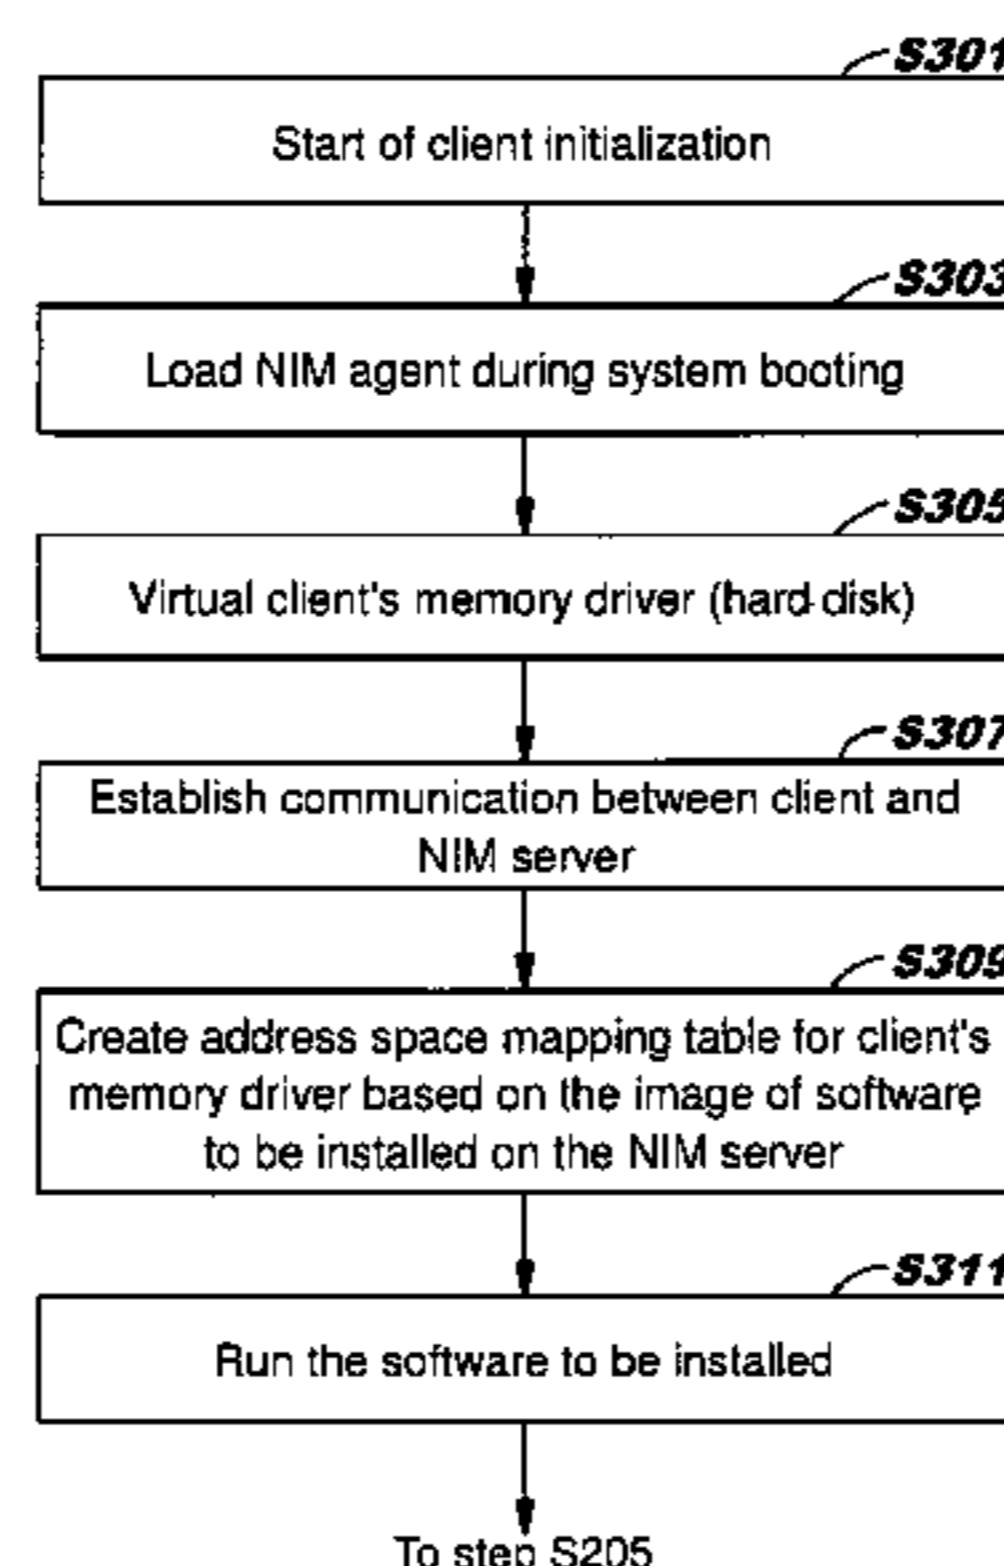 S301
Start of client initialization
S303
Load NIM agent during system booting
S305
Virtual client's memory driver (hard disk)
S307
Establish communication between client and
NIM server
S309
Create address space mapping table for client's
memory driver based on the image of software
to be installed on the NIM server
S311
Run the software to be installed
To step S205